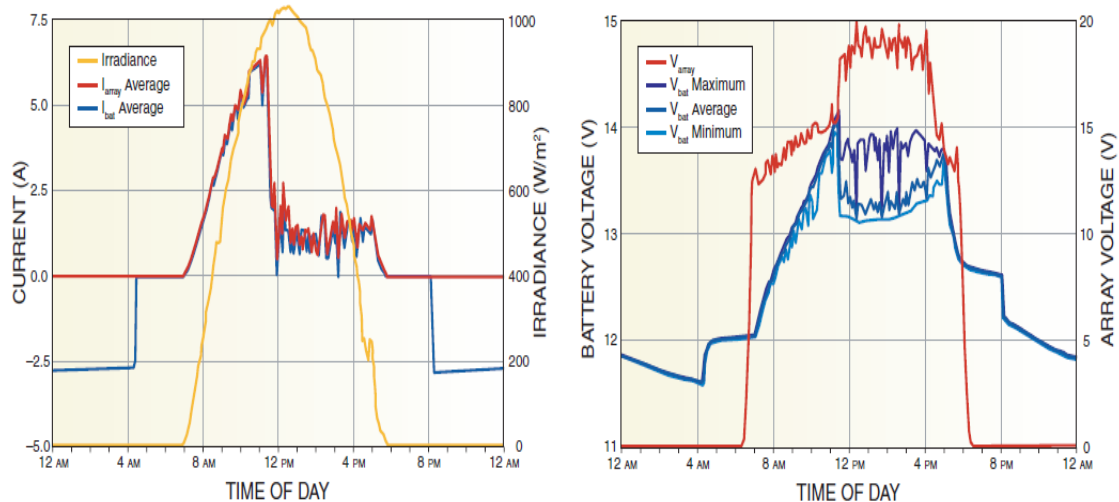 7.5
5.0
2.5
0.0
−2.5
−5.0
CURRENT (A)
Irradiance
Iarray Average
Ibat Average
1000
800
600
400
200
0
IRRADIANCE (W/m²)
12 AM 4 AM 8 AM 12 PM 4 PM 8 PM 12 AM
TIME OF DAY
15
14
13
12
11
BATTERY VOLTAGE (V)
Varray
Vbat Maximum
Vbat Average
Vbat Minimum
20
15
10
5
0
ARRAY VOLTAGE (V)
12 AM 4 AM 8 AM 12 PM 4 PM 8 PM 12 AM
TIME OF DAY